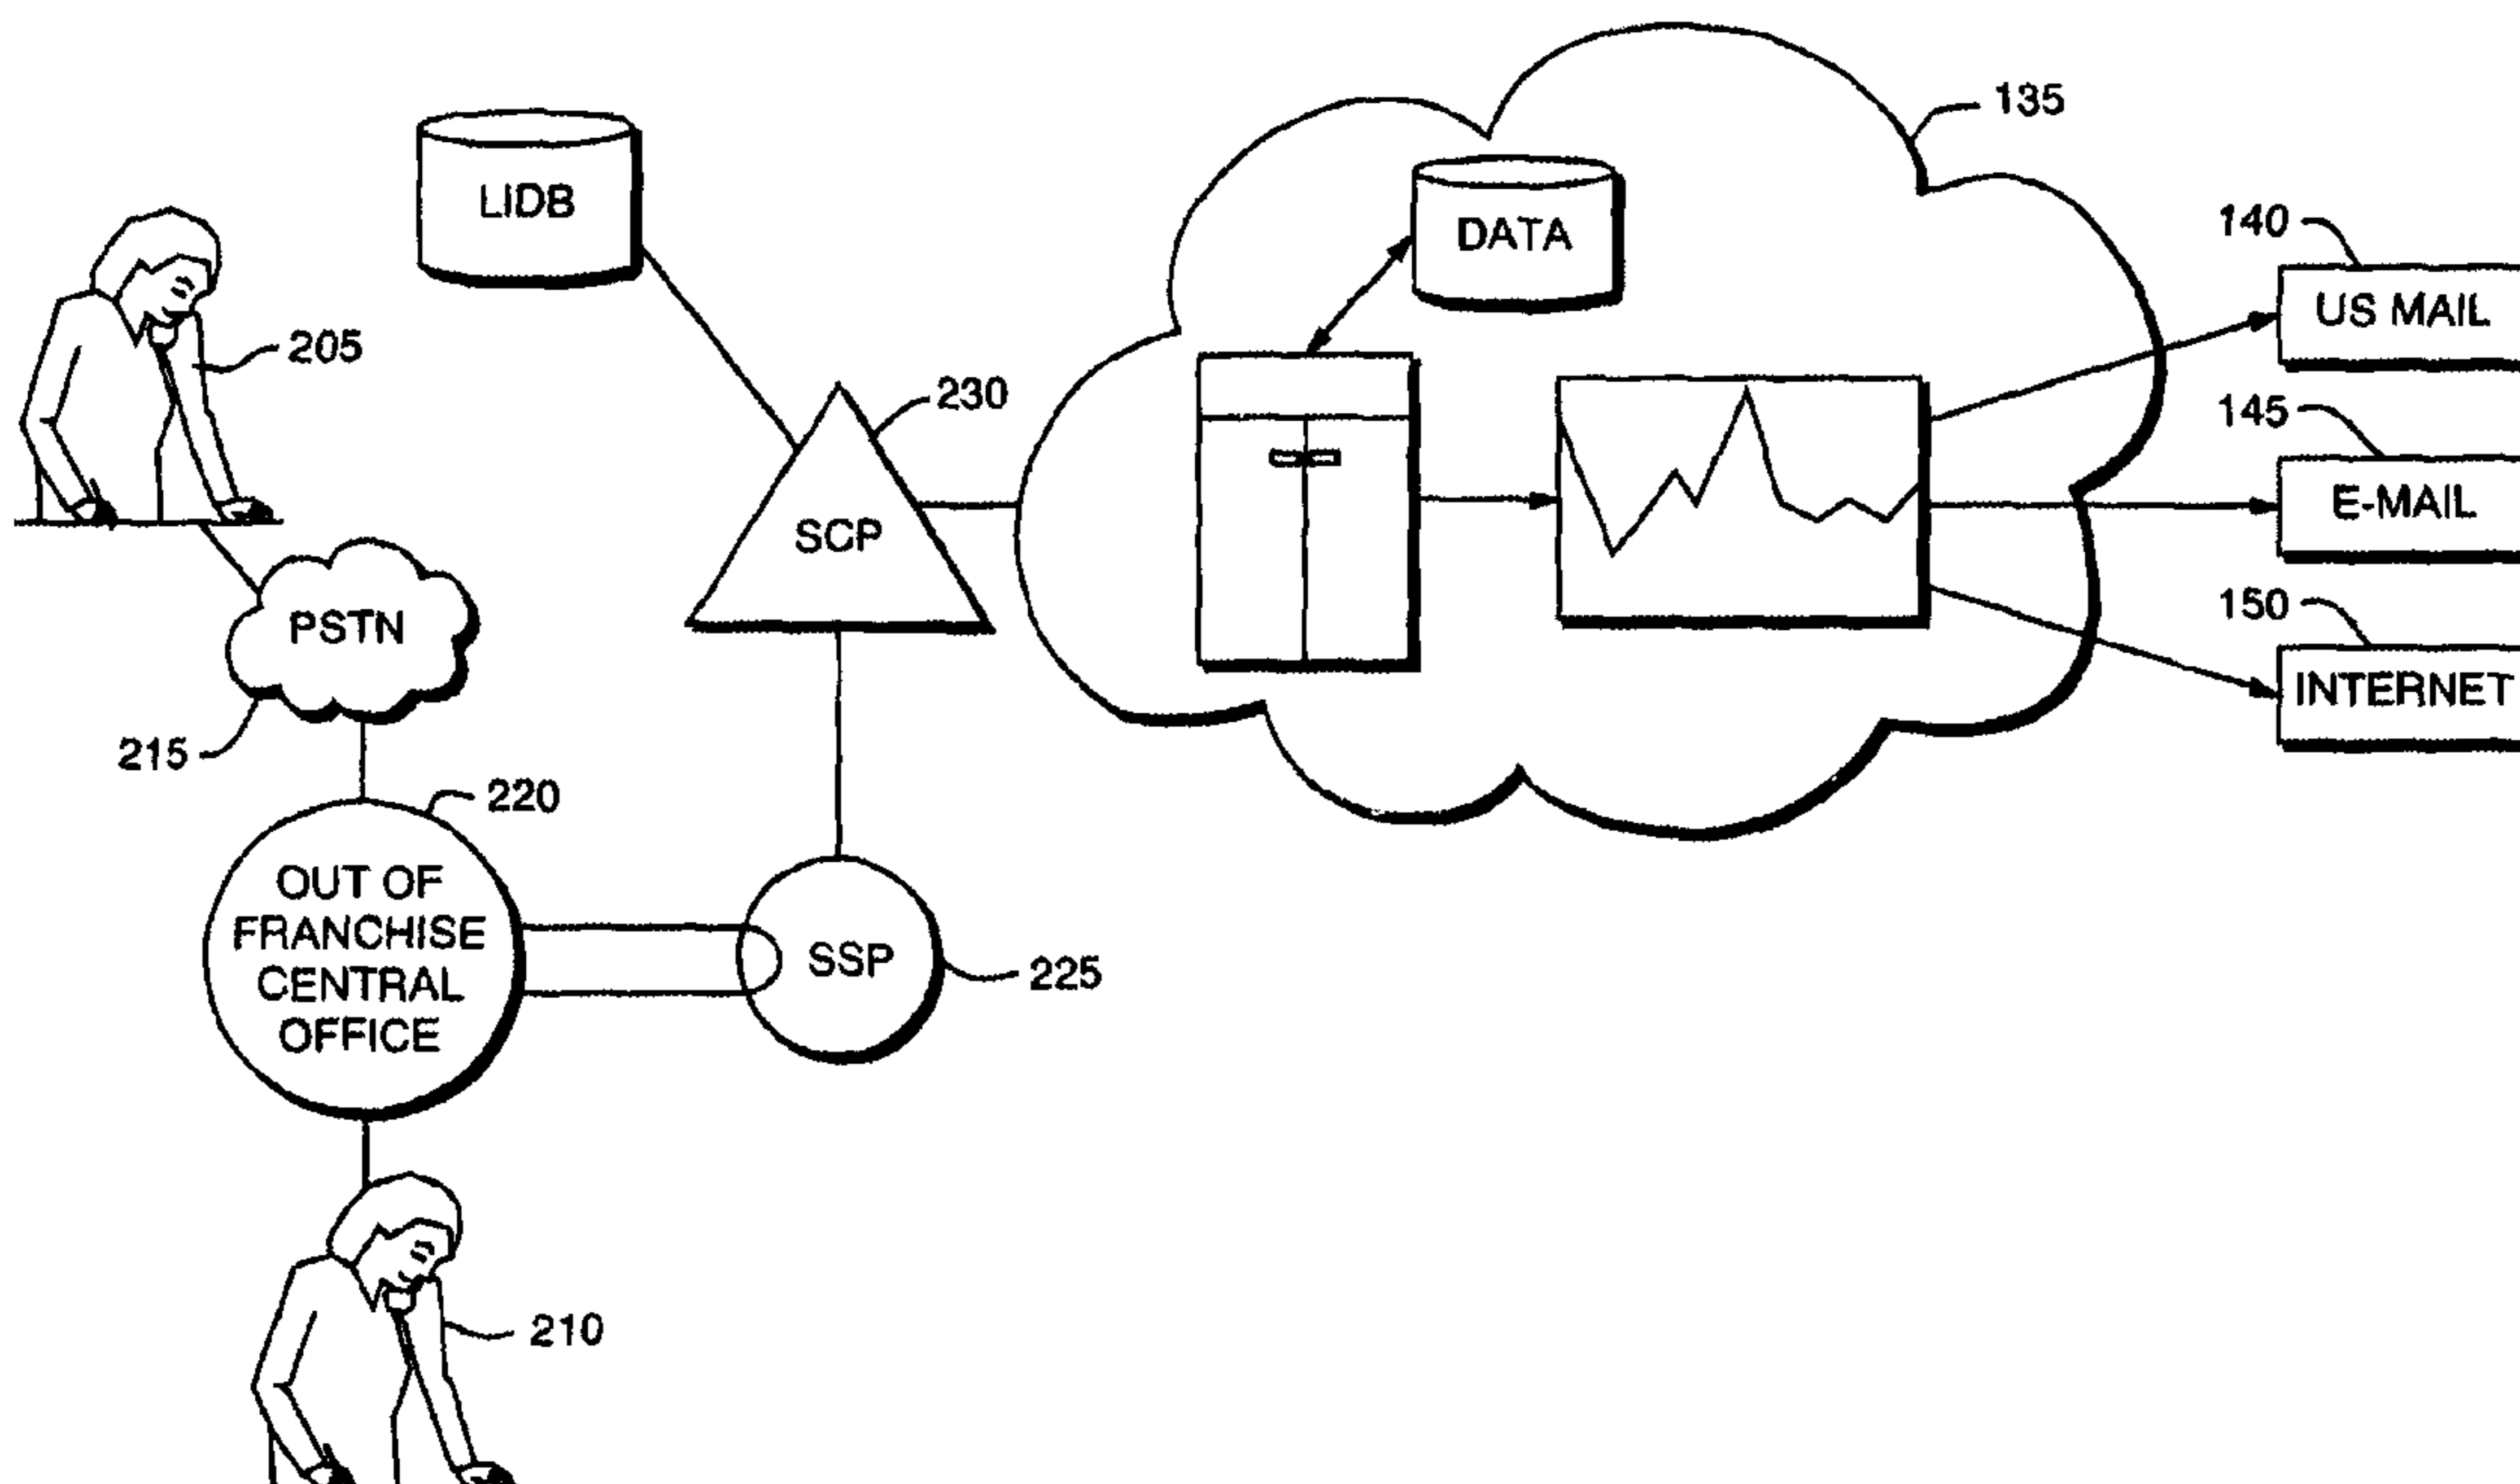 135
LIDB
DATA
140
US MAIL
205
230
145
E-MAIL
SCP
150
PSTN
INTERNET
215
220
OUT OF
FRANCHISE
CENTRAL
OFFICE
SSP
225
210